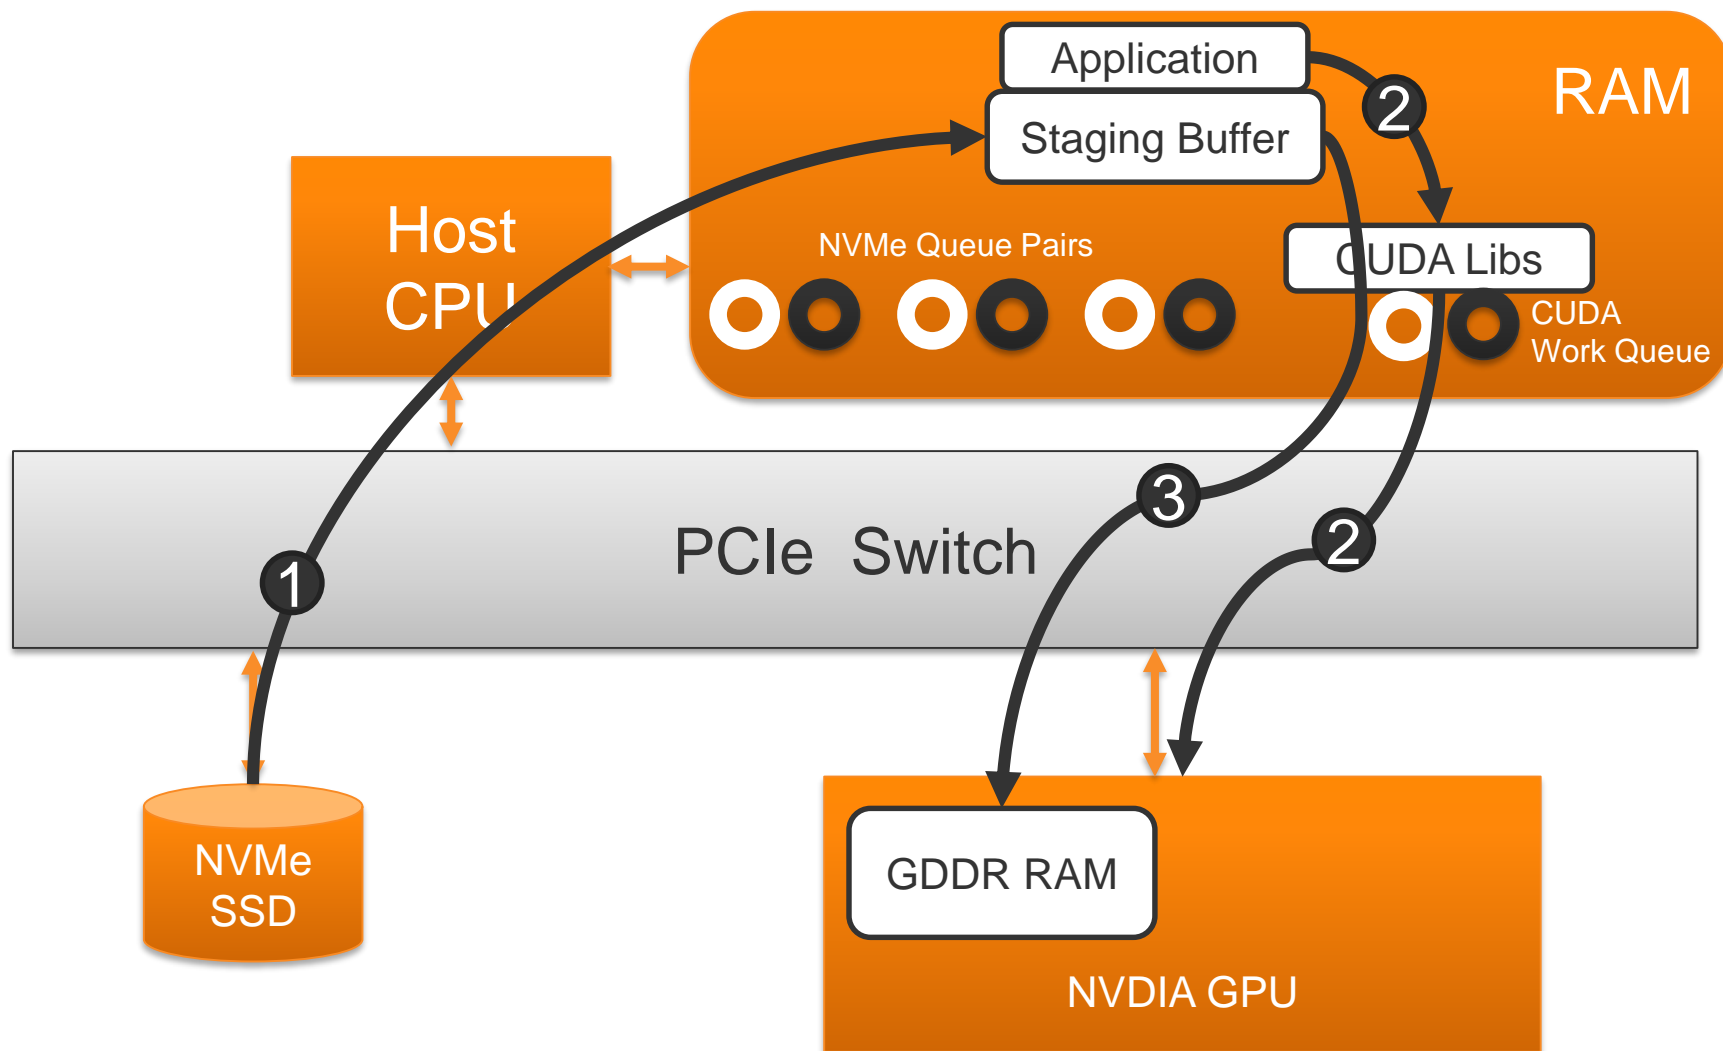 Application
RAM
2
Staging Buffer
Host
CPU
NVMe Queue Pairs
CUDA Libs
CUDA
Work Queue
3
2
PCIe Switch
1
NVMe
SSD
GDDR RAM
NVDIA GPU